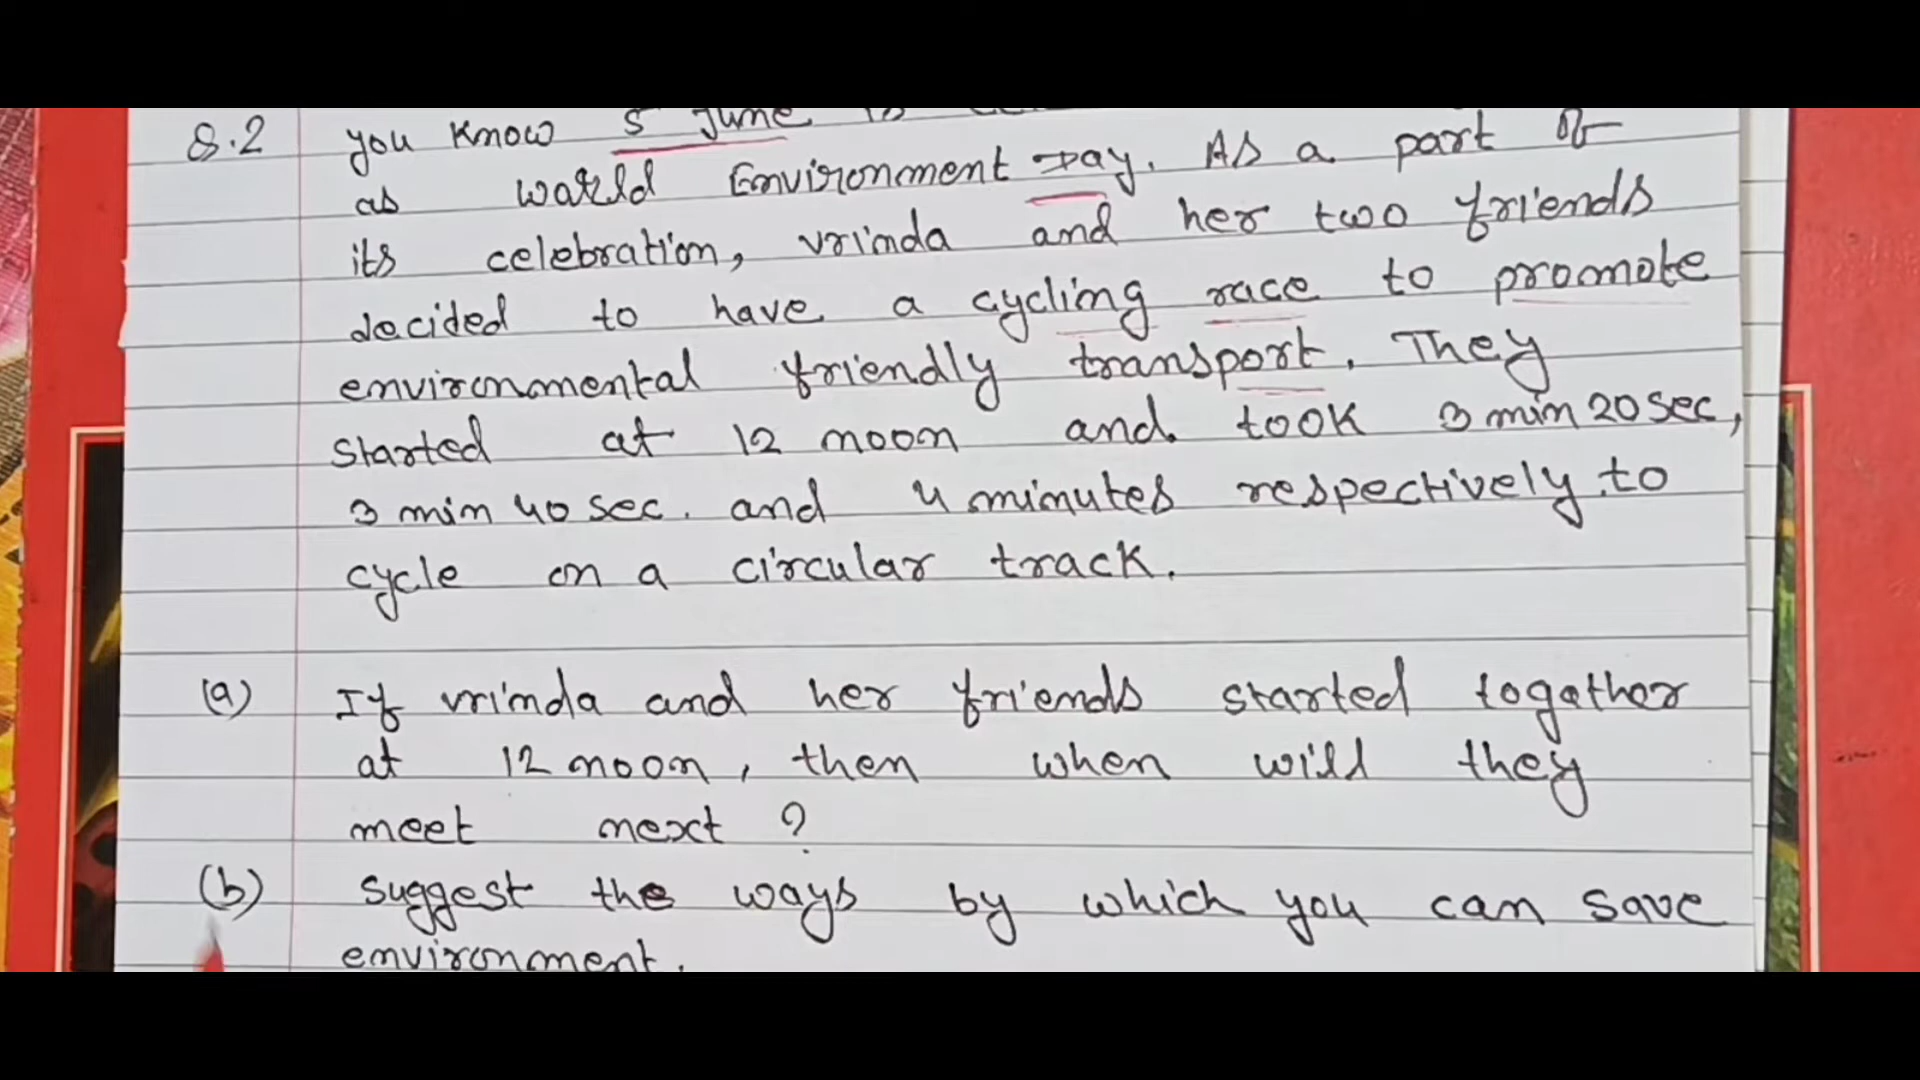 Q.2 you know 5 June is
as world Environment Day. As a part of
its celebration, vrinda and her two friends
decided to have a cycling race to promote
environmental friendly transport. They
started at 12 noon and took 3 min 20 sec,
3 min 40 sec. and 4 minutes respectively to
cycle on a circular track.
(a) If vrinda and her friends started togather
at 12 noon, then when will they
meet next ?
(b) suggest the ways by which you can save
environment.